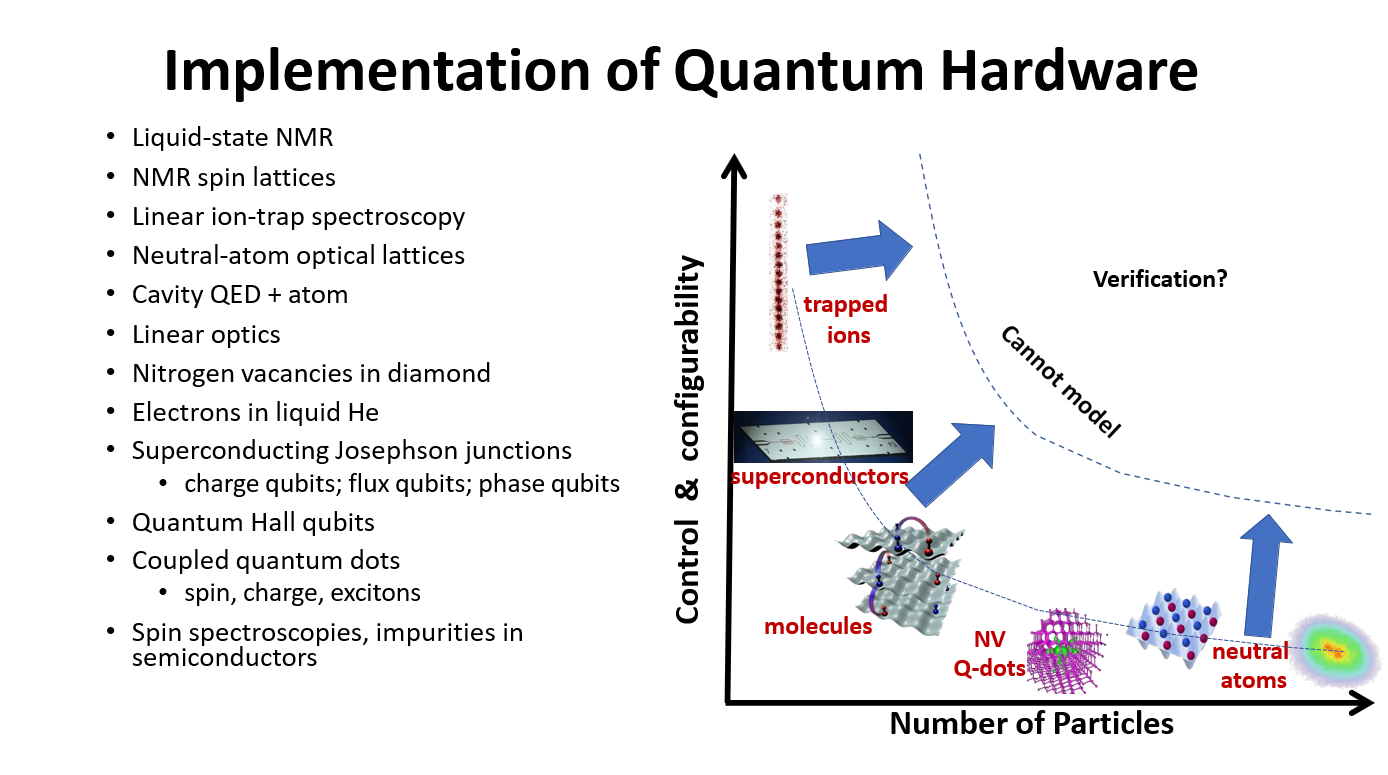 Implementation of Quantum Hardware
• Liquid-state NMR
• NMR spin lattices
• Linear ion-trap spectroscopy
• Neutral-atom optical lattices
• Cavity QED + atom
• Linear optics
• Nitrogen vacancies in diamond
• Electrons in liquid He
• Superconducting Josephson junctions
• charge qubits; flux qubits; phase qubits
• Quantum Hall qubits
• Coupled quantum dots
• spin, charge, excitons
• Spin spectroscopies, impurities in
semiconductors
Control & configurability
trapped
ions
Verification?
Cannot model
superconductors
molecules
NV
Q-dots
neutral
atoms
Number of Particles